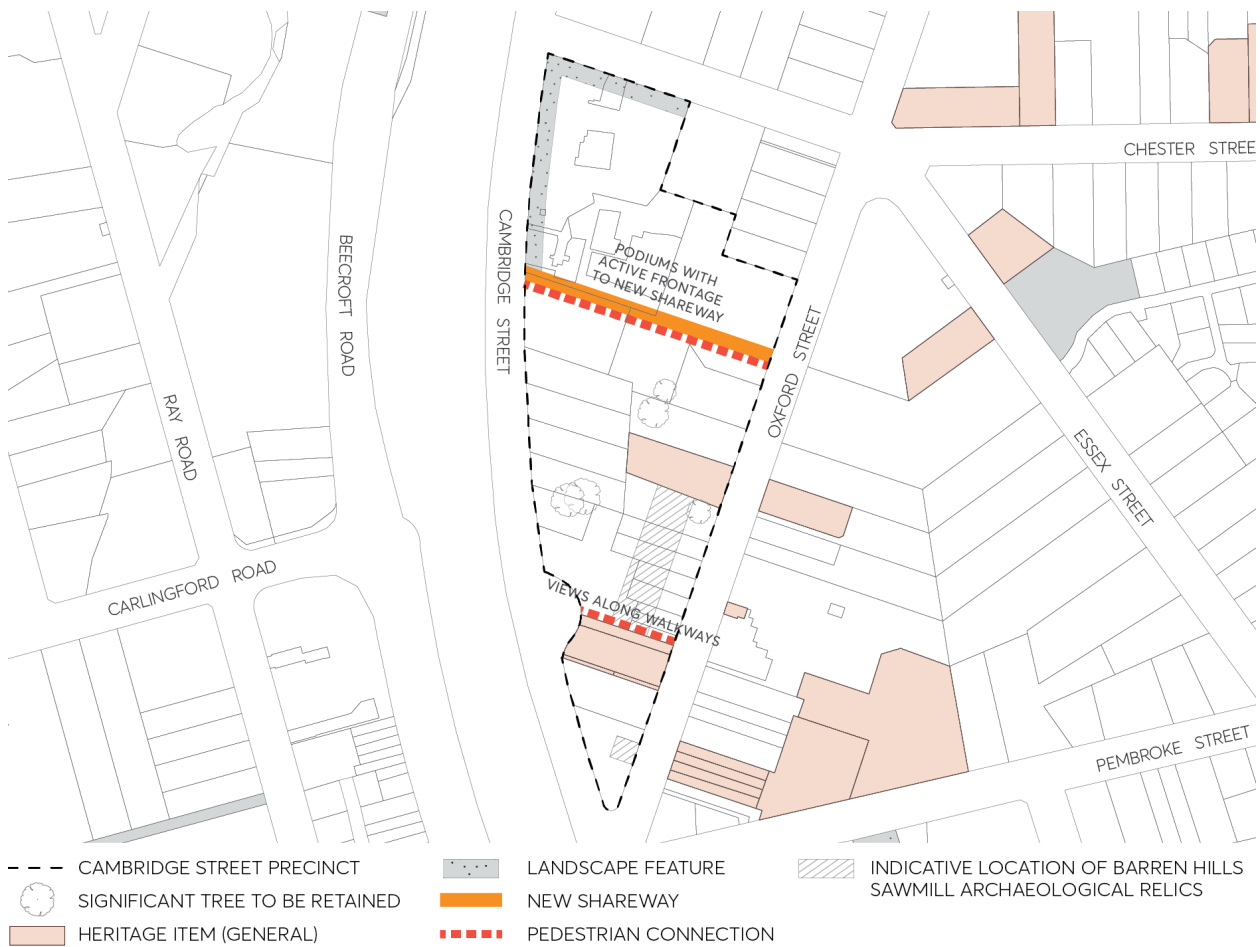 CHESTER STREE
CAMBRIDGE STREET
BEECROFT ROAD
PODIUMS WITH
ACTIVE FRONTAGE
TO NEW SHAREWAY
OXFORD STREET
RAY ROAD
ESSEX STREET
CARLINGFORD ROAD
VIEWS ALONG WALKWAYS
PEMBROKE STREET
CAMBRIDGE STREET PRECINCT
SIGNIFICANT TREE TO BE RETAINED
HERITAGE ITEM (GENERAL)
LANDSCAPE FEATURE
NEW SHAREWAY
PEDESTRIAN CONNECTION
INDICATIVE LOCATION OF BARREN HILLS
SAWMILL ARCHAEOLOGICAL RELICS